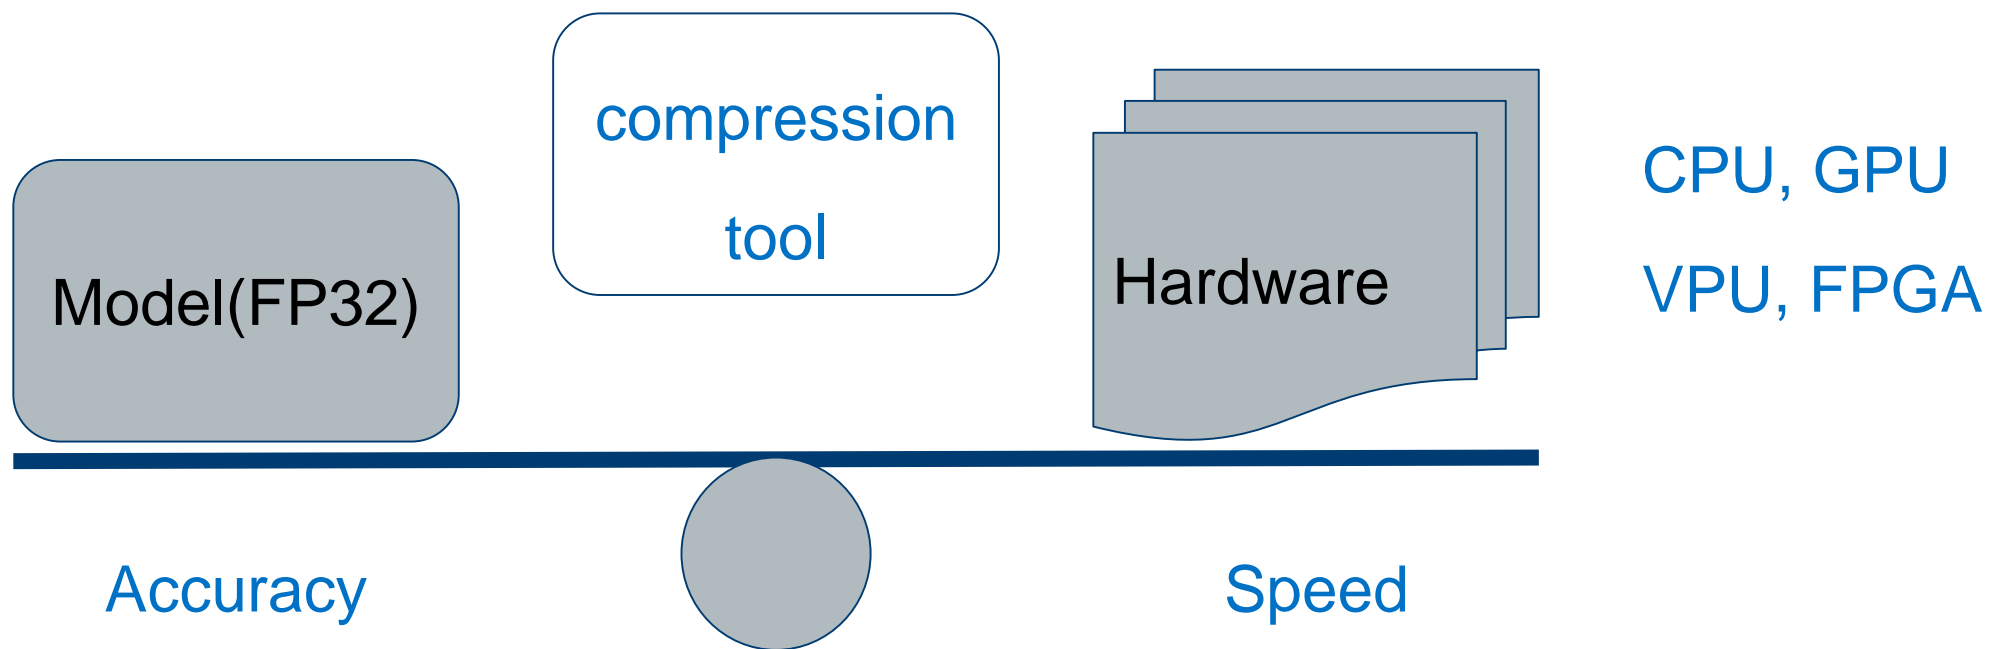 compression
tool
Model(FP32)
Hardware
CPU, GPU
VPU, FPGA
Accuracy
Speed